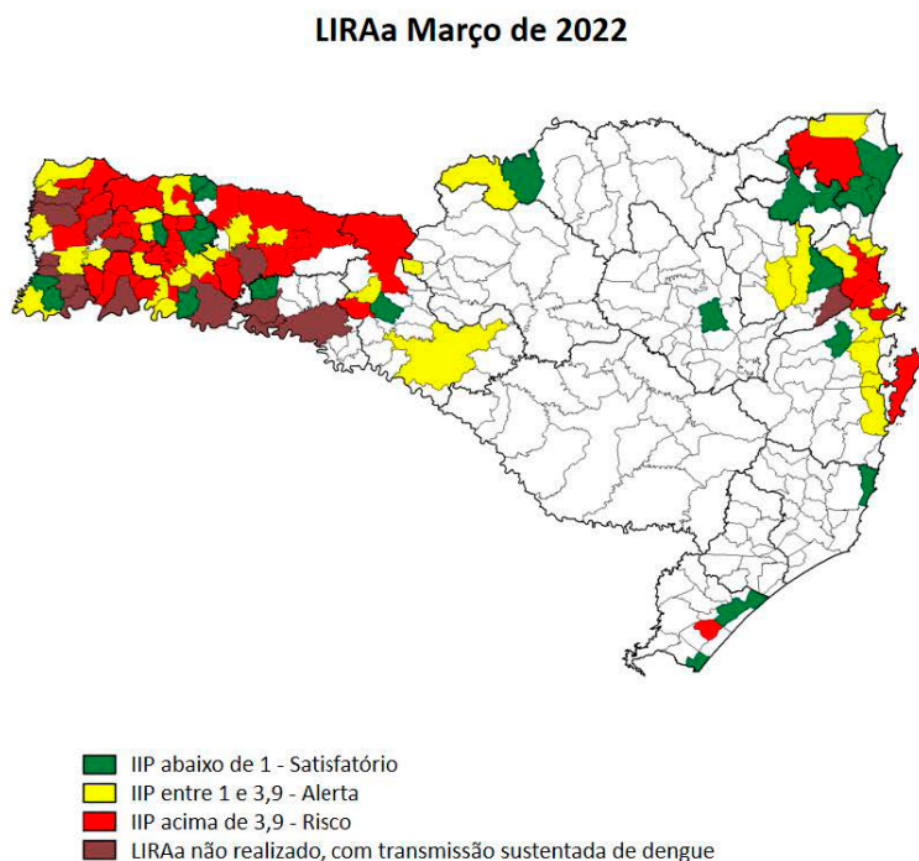 LIRAa Março de 2022
IIP abaixo de 1 - Satisfatório
IIP entre 1 e 3,9 - Alerta
IIP acima de 3,9 - Risco
LIRAa não realizado, com transmissão sustentada de dengue